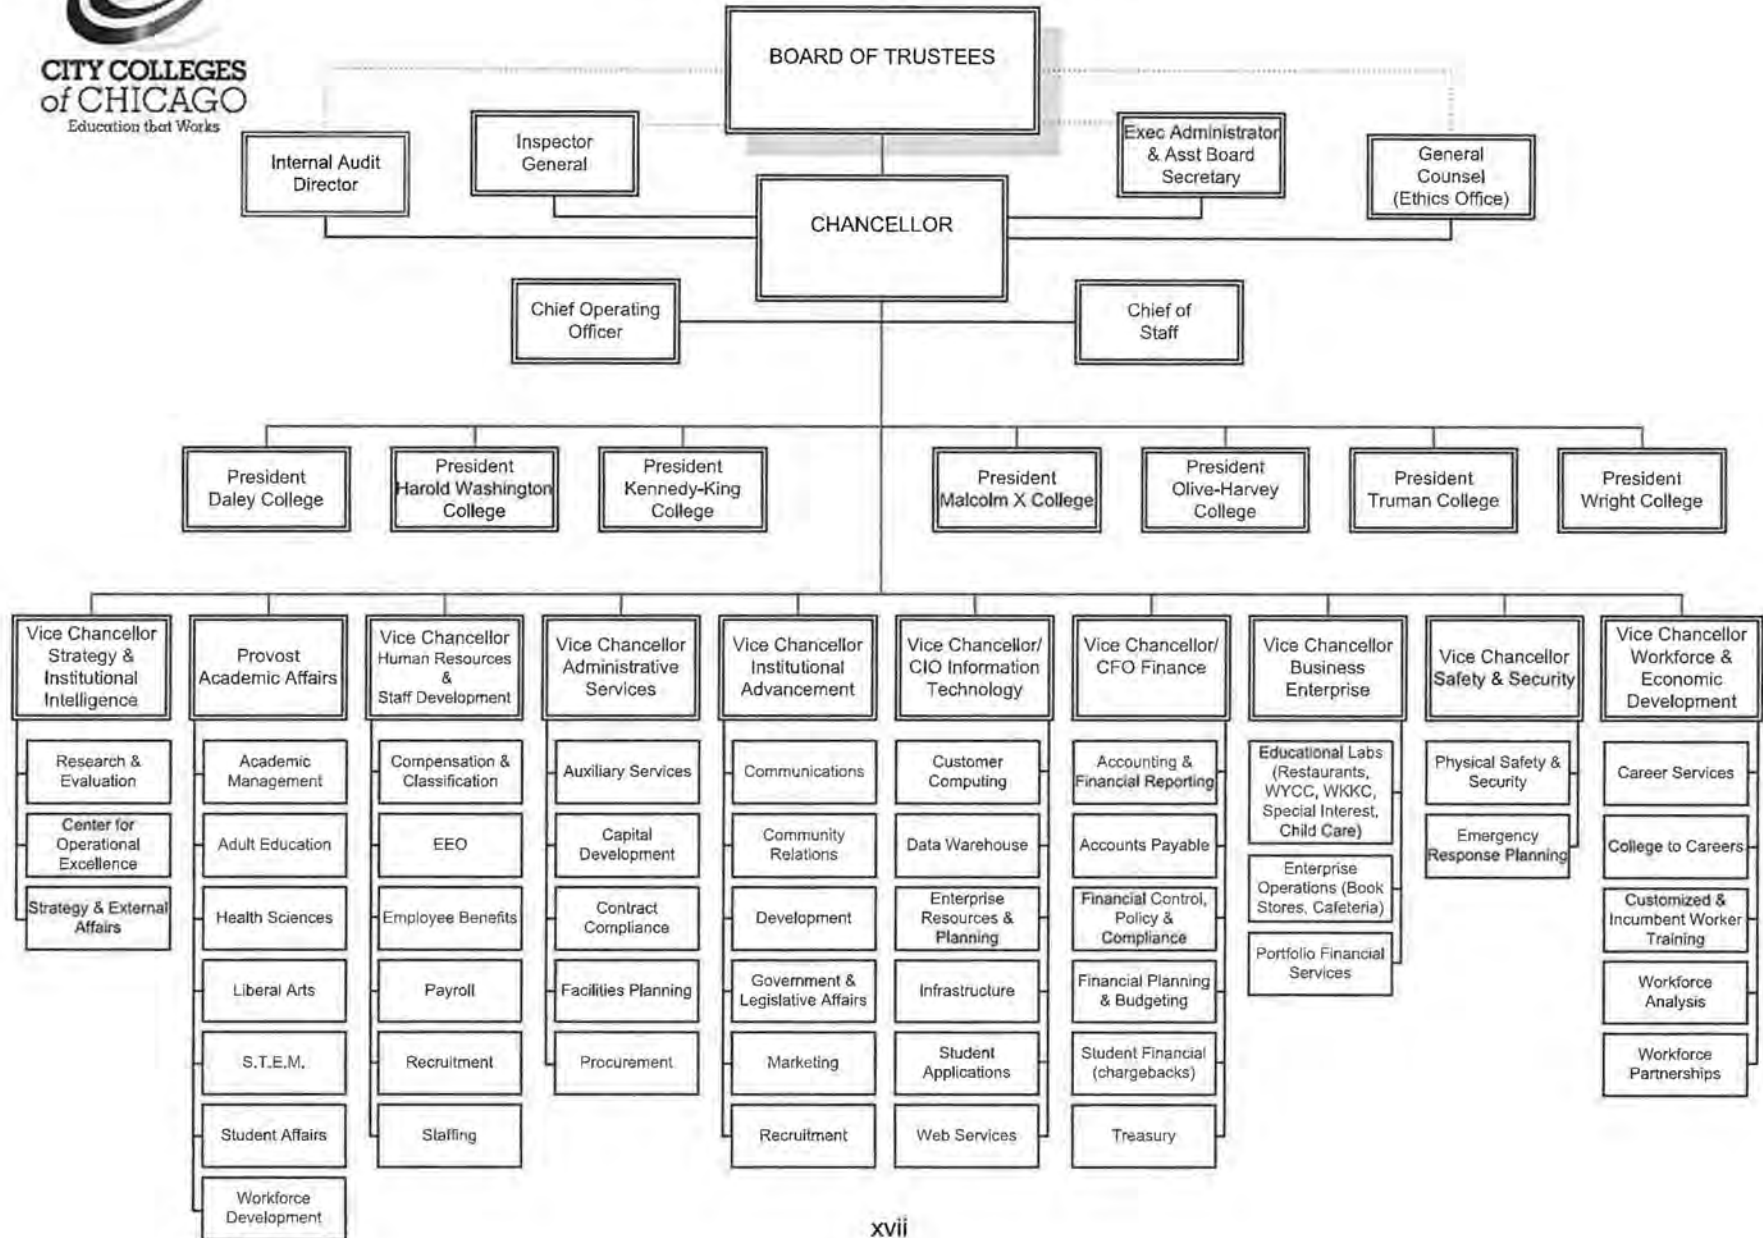 CITY COLLEGES
of CHICAGO
Education that Works
BOARD OF TRUSTEES
Internal Audit
Director
Inspector
General
Exec Administrator
& Asst Board
Secretary
General
Counsel
(Ethics Office)
CHANCELLOR
Chief Operating
Officer
Chief of
Staff
President
Daley College
President
Harold Washington
College
President
Kennedy-King
College
President
Malcolm X College
President
Olive-Harvey
College
President
Truman College
President
Wright College
Vice Chancellor
Strategy &
Institutional
Intelligence
Research &
Evaluation
Center for
Operational
Excellence
Strategy & External
Affairs
Provost
Academic Affairs
Academic
Management
Adult Education
Health Sciences
Liberal Arts
S.T.E.M.
Student Affairs
Workforce
Development
Vice Chancellor
Human Resources
&
Staff Development
Compensation &
Classification
EEO
Employee Benefits
Payroll
Recruitment
Staffing
Vice Chancellor
Administrative
Services
Auxiliary Services
Capital
Development
Contract
Compliance
Facilities Planning
Procurement
Vice Chancellor
Institutional
Advancement
Communications
Community
Relations
Development
Government &
Legislative Affairs
Marketing
Recruitment
Vice Chancellor/
CIO Information
Technology
Customer
Computing
Data Warehouse
Enterprise
Resources &
Planning
Infrastructure
Student
Applications
Web Services
Vice Chancellor/
CFO Finance
Accounting &
Financial Reporting
Accounts Payable
Financial Control,
Policy &
Compliance
Financial Planning
& Budgeting
Student Financial
(chargebacks)
Treasury
Vice Chancellor
Business
Enterprise
Educational Labs
(Restaurants,
WYCC, WKKC,
Special Interest,
Child Care)
Enterprise
Operations (Book
Stores, Cafeteria)
Portfolio Financial
Services
Vice Chancellor
Safety & Security
Physical Safety &
Security
Emergency
Response Planning
Vice Chancellor
Workforce &
Economic
Development
Career Services
College to Careers
Customized &
Incumbent Worker
Training
Workforce
Analysis
Workforce
Partnerships
xvii